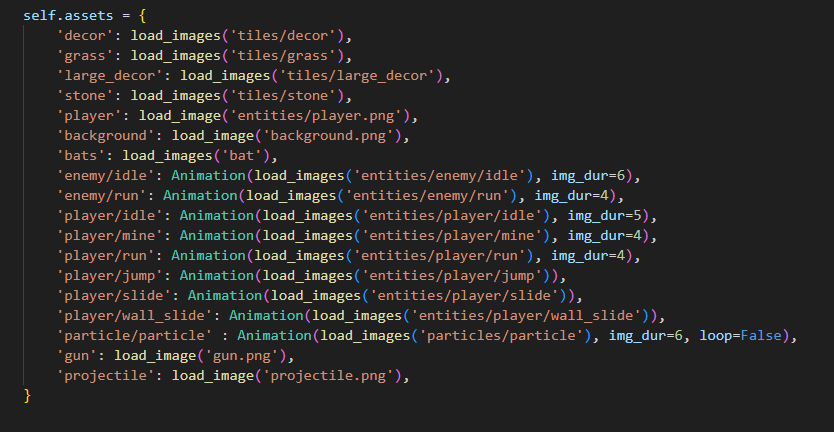 self.assets = {
    'decor': load_images('tiles/decor'),
    'grass': load_images('tiles/grass'),
    'large_decor': load_images('tiles/large_decor'),
    'stone': load_images('tiles/stone'),
    'player': load_image('entities/player.png'),
    'background': load_image('background.png'),
    'bats': load_images('bat'),
    'enemy/idle': Animation(load_images('entities/enemy/idle'), img_dur=6),
    'enemy/run': Animation(load_images('entities/enemy/run'), img_dur=4),
    'player/idle': Animation(load_images('entities/player/idle'), img_dur=5),
    'player/mine': Animation(load_images('entities/player/mine'), img_dur=4),
    'player/run': Animation(load_images('entities/player/run'), img_dur=4),
    'player/jump': Animation(load_images('entities/player/jump')),
    'player/slide': Animation(load_images('entities/player/slide')),
    'player/wall_slide': Animation(load_images('entities/player/wall_slide')),
    'particle/particle' : Animation(load_images('particles/particle'), img_dur=6, loop=False),
    'gun': load_image('gun.png'),
    'projectile': load_image('projectile.png'),
}